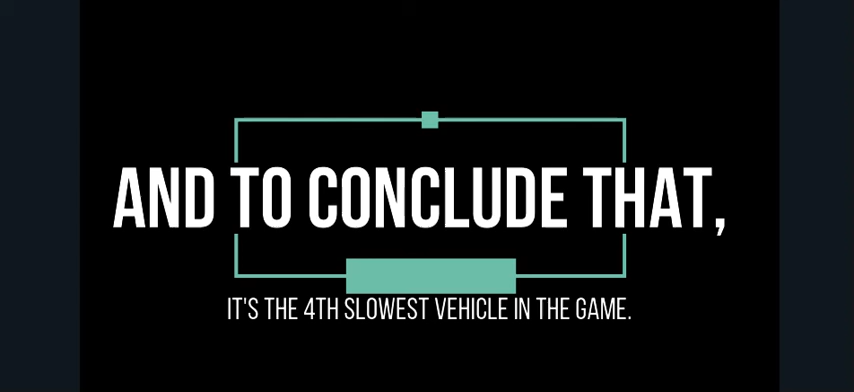 AND TO CONCLUDE THAT,
IT'S THE 4TH SLOWEST VEHICLE IN THE GAME.